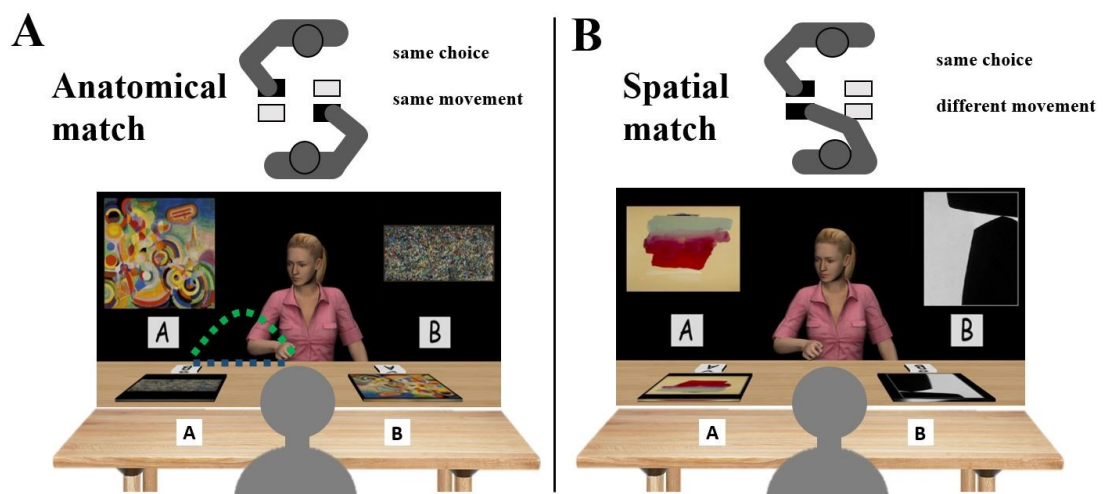 A
Anatomical
match
same choice
same movement
A
B
A
B
B
Spatial
match
same choice
different movement
A
B
A
B